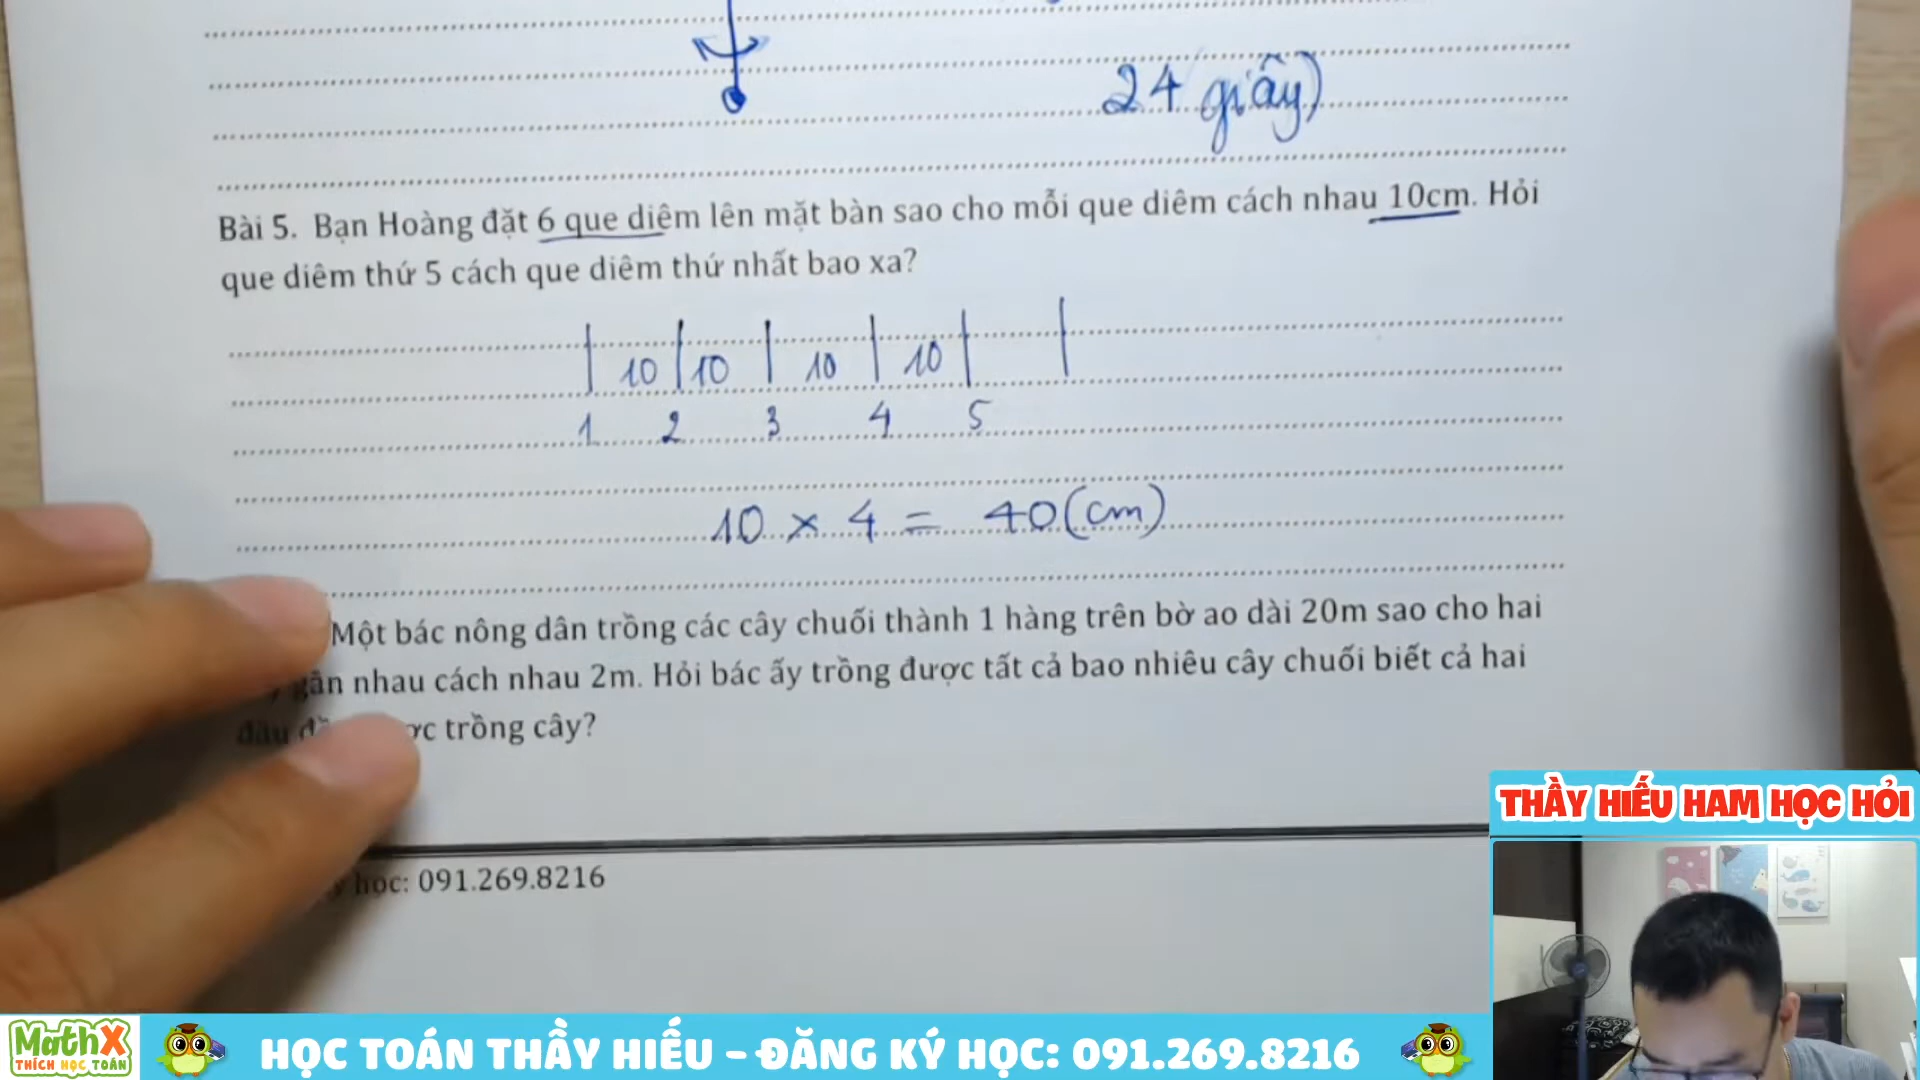 24 giây)
Bài 5. Bạn Hoàng đặt 6 que diêm lên mặt bàn sao cho mỗi que diêm cách nhau 10cm. Hỏi
que diêm thứ 5 cách que diêm thứ nhất bao xa?
10 10 10 10
1 2 3 4 5
10 × 4 = 40 (cm)
Một bác nông dân trồng các cây chuối thành 1 hàng trên bờ ao dài 20m sao cho hai
gần nhau cách nhau 2m. Hỏi bác ấy trồng được tất cả bao nhiêu cây chuối biết cả hai
đầu trồng cây?
học: 091.269.8216
THẦY HIẾU HAM HỌC HỎI
MathX
THÍCH HỌC TOÁN
HỌC TOÁN THẦY HIẾU - ĐĂNG KÝ HỌC: 091.269.8216